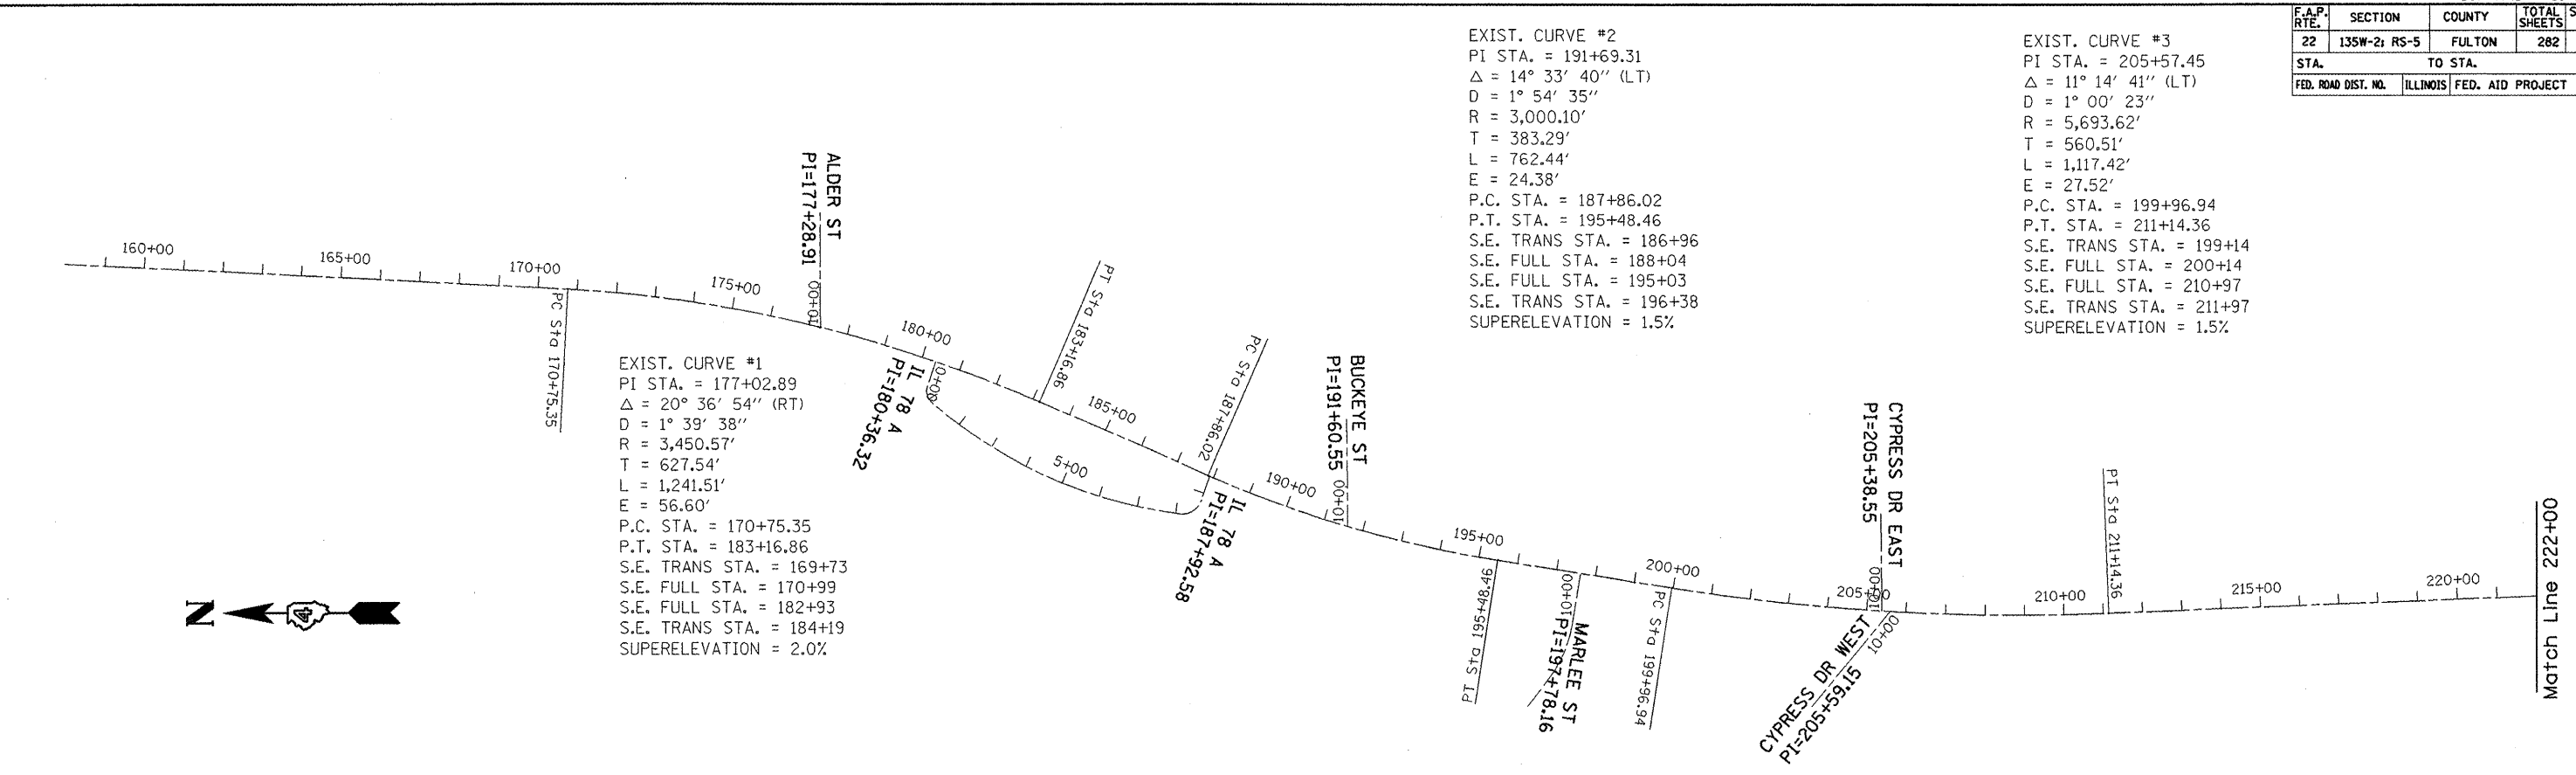 F.A.P. RTE. SECTION COUNTY TOTAL SHEETS
22 135W-2; RS-5 FULTON 282
STA. TO STA.
FED. ROAD DIST. NO. ILLINOIS FED. AID PROJECT
EXIST. CURVE #2
PI STA. = 191+69.31
Δ = 14° 33' 40'' (LT)
D = 1° 54' 35''
R = 3,000.10'
T = 383.29'
L = 762.44'
E = 24.38'
P.C. STA. = 187+86.02
P.T. STA. = 195+48.46
S.E. TRANS STA. = 186+96
S.E. FULL STA. = 188+04
S.E. FULL STA. = 195+03
S.E. TRANS STA. = 196+38
SUPERELEVATION = 1.5%
EXIST. CURVE #3
PI STA. = 205+57.45
Δ = 11° 14' 41'' (LT)
D = 1° 00' 23''
R = 5,693.62'
T = 560.51'
L = 1,117.42'
E = 27.52'
P.C. STA. = 199+96.94
P.T. STA. = 211+14.36
S.E. TRANS STA. = 199+14
S.E. FULL STA. = 200+14
S.E. FULL STA. = 210+97
S.E. TRANS STA. = 211+97
SUPERELEVATION = 1.5%
160+00
165+00
170+00
PC Sta 170+75.35
175+00
ALDER ST
PI=177+28.91
10+00
180+00
IL 78 A
PI=180+36.32
0+00
PT Sta 183+16.86
185+00
5+00
PC Sta 187+86.02
IL 78 A
PI=187+92.58
190+00
BUCKEYE ST
PI=191+60.55
10+00
195+00
PT Sta 195+48.46
MARLEE ST
PI=197+78.16
10+00
200+00
PC Sta 199+96.94
CYPRESS DR EAST
PI=205+38.55
10+00
205+00
CYPRESS DR WEST
PI=205+59.15
10+00
210+00
PT Sta 211+14.36
215+00
220+00
Match Line 222+00
EXIST. CURVE #1
PI STA. = 177+02.89
Δ = 20° 36' 54'' (RT)
D = 1° 39' 38''
R = 3,450.57'
T = 627.54'
L = 1,241.51'
E = 56.60'
P.C. STA. = 170+75.35
P.T. STA. = 183+16.86
S.E. TRANS STA. = 169+73
S.E. FULL STA. = 170+99
S.E. FULL STA. = 182+93
S.E. TRANS STA. = 184+19
SUPERELEVATION = 2.0%
N